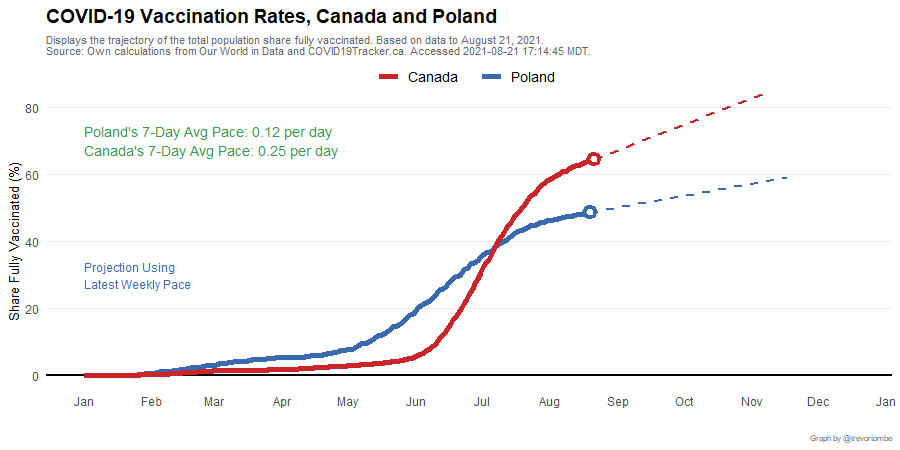 COVID-19 Vaccination Rates, Canada and Poland
Displays the trajectory of the total population share fully vaccinated. Based on data to August 21, 2021.
Source: Own calculations from Our World in Data and COVID19Tracker.ca. Accessed 2021-08-21 17:14:45 MDT.
Canada Poland
Share Fully Vaccinated (%)
80
60
40
20
0
Poland's 7-Day Avg Pace: 0.12 per day
Canada's 7-Day Avg Pace: 0.25 per day
Projection Using
Latest Weekly Pace
Jan Feb Mar Apr May Jun Jul Aug Sep Oct Nov Dec Jan
Graph by @trevortombe